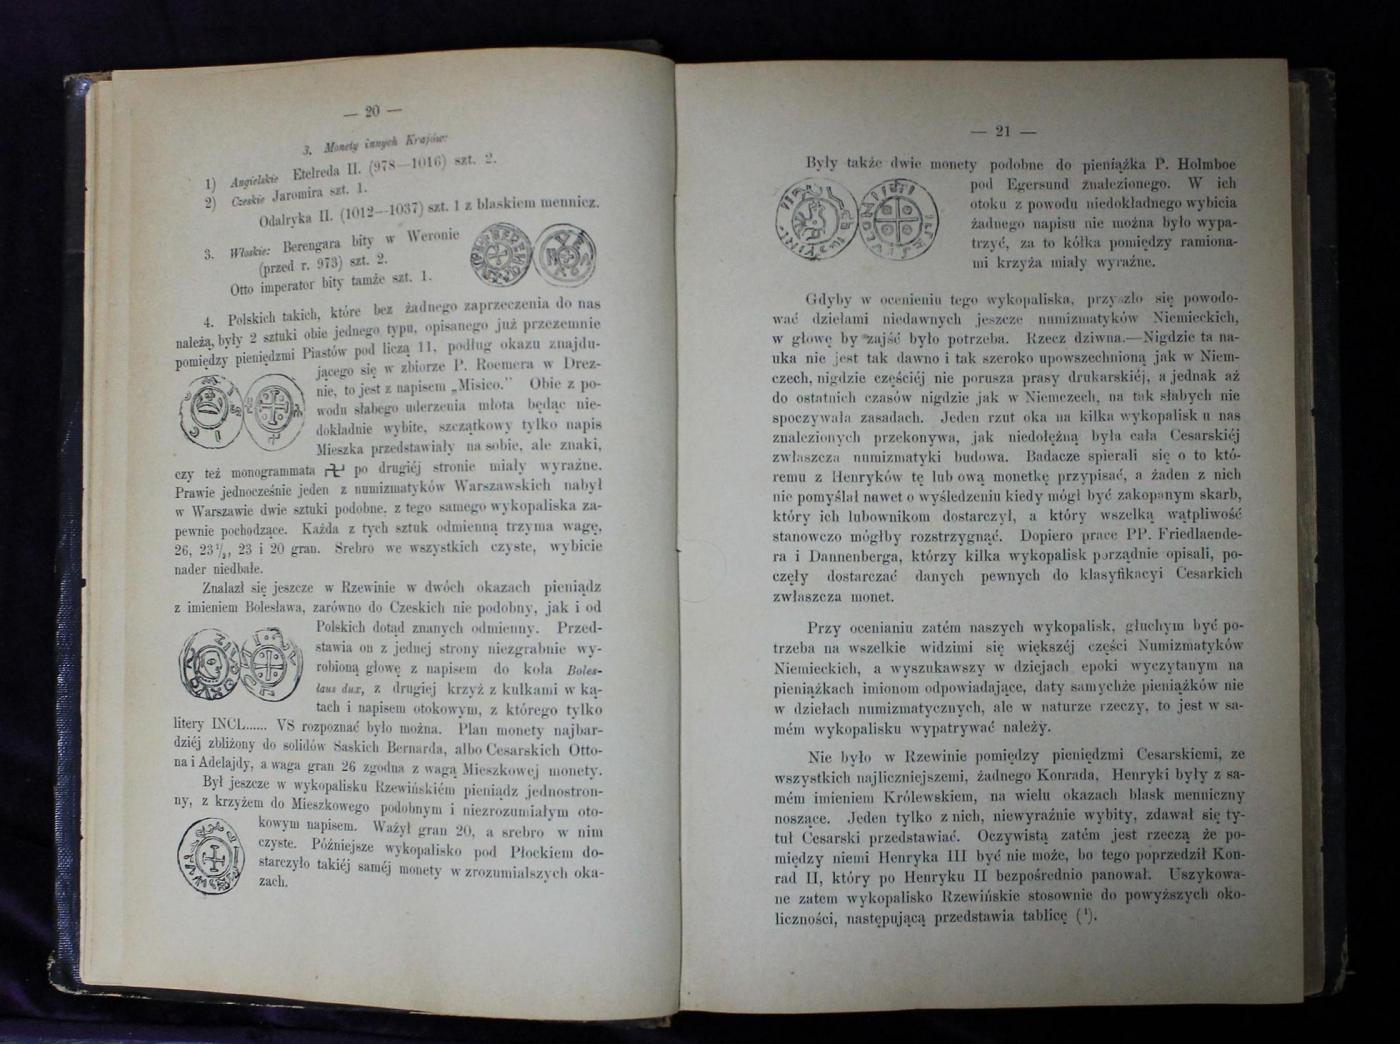 — 20 —
3. Monety innych Krajów:
1) Angielskie Etelreda II. (978—1016) szt. 2.
2) Czeskie Jaromira szt. 1.
Odalryka II. (1012—1037) szt. 1 z blaskiem mennicz.
3. Włoskie: Berengara bity w Weronie
(przed r. 973) szt. 2.
Otto imperator bity tamże szt. 1.
4. Polskich takich, które bez żadnego zaprzeczenia do nas
należą, były 2 sztuki obie jednego typu, opisanego już przezemnie
pomiędzy pieniędzmi Piastów pod liczą 11, podług okazu znajdu-
jącego się w zbiorze P. Roemera w Drez-
nie, to jest z napisem „Misico.” Obie z po-
wodu słabego uderzenia młota będąc nie-
dokładnie wybite, szczątkowy tylko napis
Mieszka przedstawiały na sobie, ale znaki,
czy też monogrammata po drugiéj stronie miały wyraźne.
Prawie jednocześnie jeden z numizmatyków Warszawskich nabył
w Warszawie dwie sztuki podobne, z tego samego wykopaliska za-
pewnie pochodzące. Każda z tych sztuk odmienną trzyma wagę,
26, 23½, 23 i 20 gran. Srebro we wszystkich czyste, wybicie
nader niedbałe.
Znalazł się jeszcze w Rzewinie w dwóch okazach pieniądz
z imieniem Bolesława, zarówno do Czeskich nie podobny, jak i od
Polskich dotąd znanych odmienny. Przed-
stawia on z jednej strony niezgrabnie wy-
robioną głowę z napisem do koła Boles-
laus dux, z drugiej krzyż z kulkami w ką-
tach i napisem otokowym, z którego tylko
litery INCL...... VS rozpoznać było można. Plan monety najbar-
dziéj zbliżony do solidów Saskich Bernarda, albo Cesarskich Otto-
na i Adelajdy, a waga gran 26 zgodna z wagą Mieszkowej monety.
Był jeszcze w wykopalisku Rzewińskiém pieniądz jednostron-
ny, z krzyżem do Mieszkowego podobnym i niezrozumiałym oto-
kowym napisem. Ważył gran 20, a srebro w nim
czyste. Późniejsze wykopalisko pod Płockiem do-
starczyło takiéj saméj monety w zrozumialszych oka-
zach.
— 21 —
Były także dwie monety podobne do pieniążka P. Holmboe
pod Egersund znalezionego. W ich
otoku z powodu niedokładnego wybicia
żadnego napisu nie można było wypa-
trzyć, za to kółka pomiędzy ramiona-
mi krzyża miały wyraźne.
Gdyby w ocenieniu tego wykopaliska, przyszło się powodo-
wać dziełami niedawnych jeszcze numizmatyków Niemieckich,
w głowę by zajść było potrzeba. Rzecz dziwna.—Nigdzie ta na-
uka nie jest tak dawno i tak szeroko upowszechnioną jak w Niem-
czech, nigdzie częściéj nie porusza prasy drukarskiéj, a jednak aż
do ostatnich czasów nigdzie jak w Niemczech, na tak słabych nie
spoczywała zasadach. Jeden rzut oka na kilka wykopalisk u nas
znalezionych przekonywa, jak niedołężną była cała Cesarskiéj
zwłaszcza numizmatyki budowa. Badacze spierali się o to któ-
remu z Henryków tę lub ową monetkę przypisać, a żaden z nich
nie pomyślał nawet o wyśledzeniu kiedy mógł być zakopanym skarb,
który ich lubownikom dostarczył, a który wszelką wątpliwość
stanowczo mógłby rozstrzygnąć. Dopiero prace PP. Friedlaende-
ra i Dannenberga, którzy kilka wykopalisk porządnie opisali, po-
częły dostarczać danych pewnych do klasyfikacyi Cesarkich
zwłaszcza monet.
Przy ocenianiu zatém naszych wykopalisk, głuchym być po-
trzeba na wszelkie widzimi się większéj części Numizmatyków
Niemieckich, a wyszukawszy w dziejach epoki wyczytanym na
pieniążkach imionom odpowiadające, daty samychże pieniążków nie
w dziełach numizmatycznych, ale w naturze rzeczy, to jest w sa-
mém wykopalisku wypatrywać należy.
Nie było w Rzewinie pomiędzy pieniędzmi Cesarskiemi, ze
wszystkich najliczniejszemi, żadnego Konrada, Henryki były z sa-
mém imieniem Królewskiem, na wielu okazach blask menniczny
noszące. Jeden tylko z nich, niewyraźnie wybity, zdawał się ty-
tuł Cesarski przedstawiać. Oczywistą zatém jest rzeczą że po-
między niemi Henryka III być nie może, bo tego poprzedził Kon-
rad II, który po Henryku II bezpośrednio panował. Uszykowa-
ne zatem wykopalisko Rzewińskie stosownie do powyższych oko-
liczności, następującą przedstawia tablicę (¹).